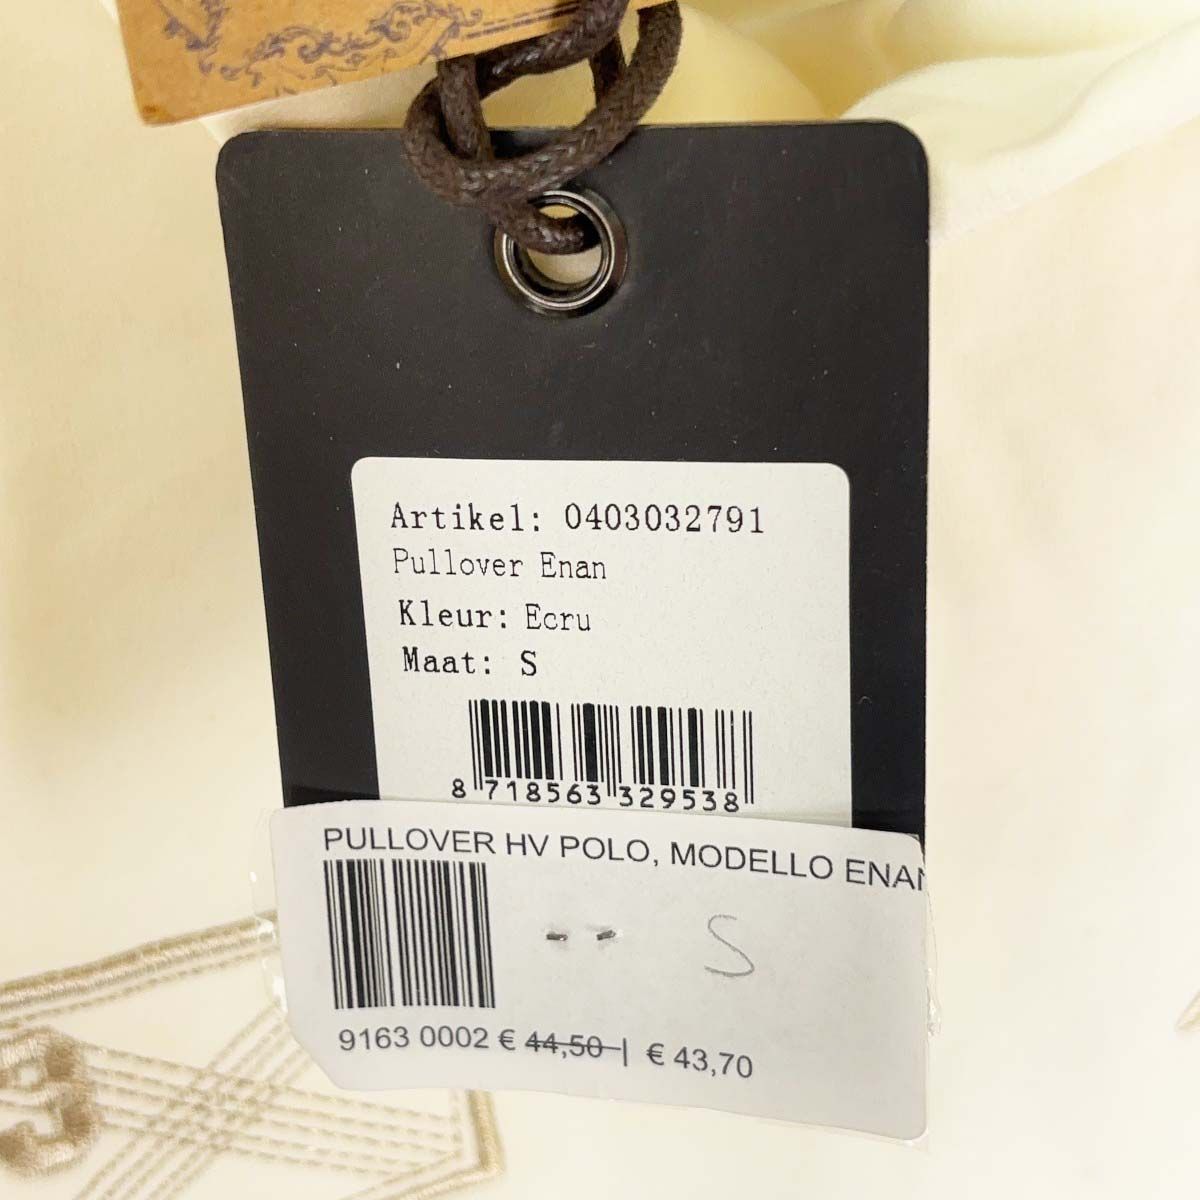 Artikel: 0403032791
Pullover Enan
Kleur: Ecru
Maat: S
8 718563 329538
PULLOVER HV POLO, MODELLO ENAN
S
9163 0002 € 44,50 | € 43,70